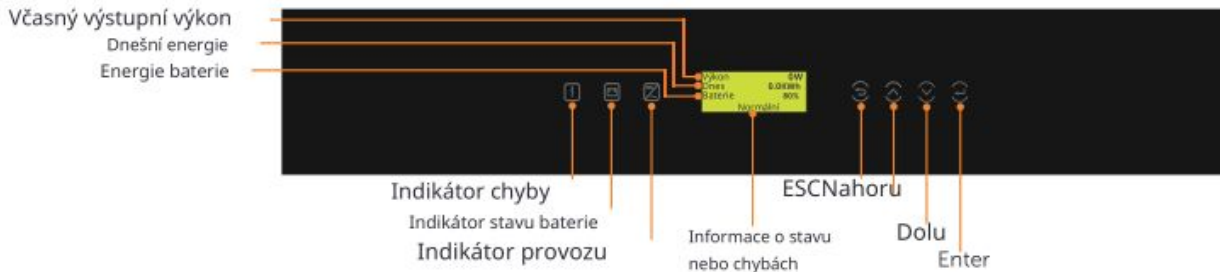 Včasný výstupní výkon
Dnešní energie
Energie baterie
Výkon 0W
Dnes 0.0KWh
Baterie 80%
Normální
Indikátor chyby
Indikátor stavu baterie
Indikátor provozu
Informace o stavu
nebo chybách
ESCNahoru
Dolu
Enter